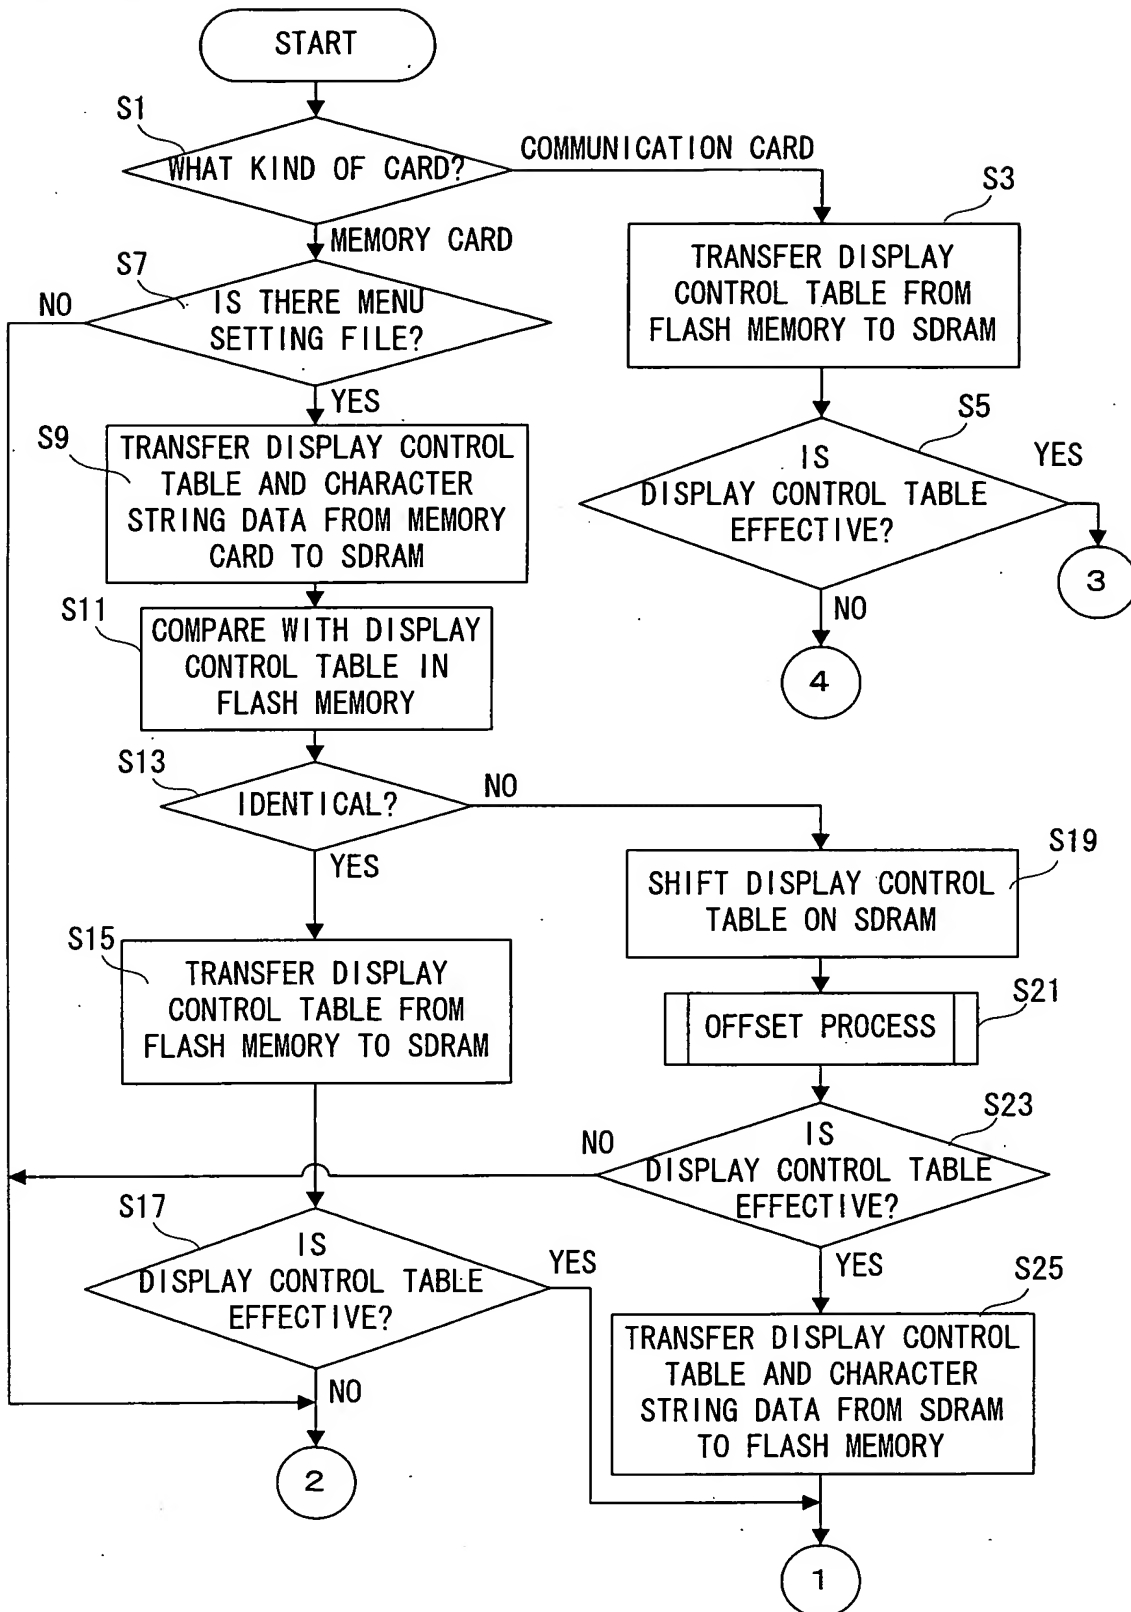 START
S1
WHAT KIND OF CARD?
COMMUNICATION CARD
MEMORY CARD
S3
TRANSFER DISPLAY
CONTROL TABLE FROM
FLASH MEMORY TO SDRAM
S7
NO
IS THERE MENU
SETTING FILE?
YES
S5
IS
DISPLAY CONTROL TABLE
EFFECTIVE?
YES
3
NO
4
S9
TRANSFER DISPLAY CONTROL
TABLE AND CHARACTER
STRING DATA FROM MEMORY
CARD TO SDRAM
S11
COMPARE WITH DISPLAY
CONTROL TABLE IN
FLASH MEMORY
S13
IDENTICAL?
NO
YES
S19
SHIFT DISPLAY CONTROL
TABLE ON SDRAM
S15
TRANSFER DISPLAY
CONTROL TABLE FROM
FLASH MEMORY TO SDRAM
S21
OFFSET PROCESS
S23
NO
IS
DISPLAY CONTROL TABLE
EFFECTIVE?
YES
S17
IS
DISPLAY CONTROL TABLE
EFFECTIVE?
YES
NO
2
S25
TRANSFER DISPLAY CONTROL
TABLE AND CHARACTER
STRING DATA FROM SDRAM
TO FLASH MEMORY
1